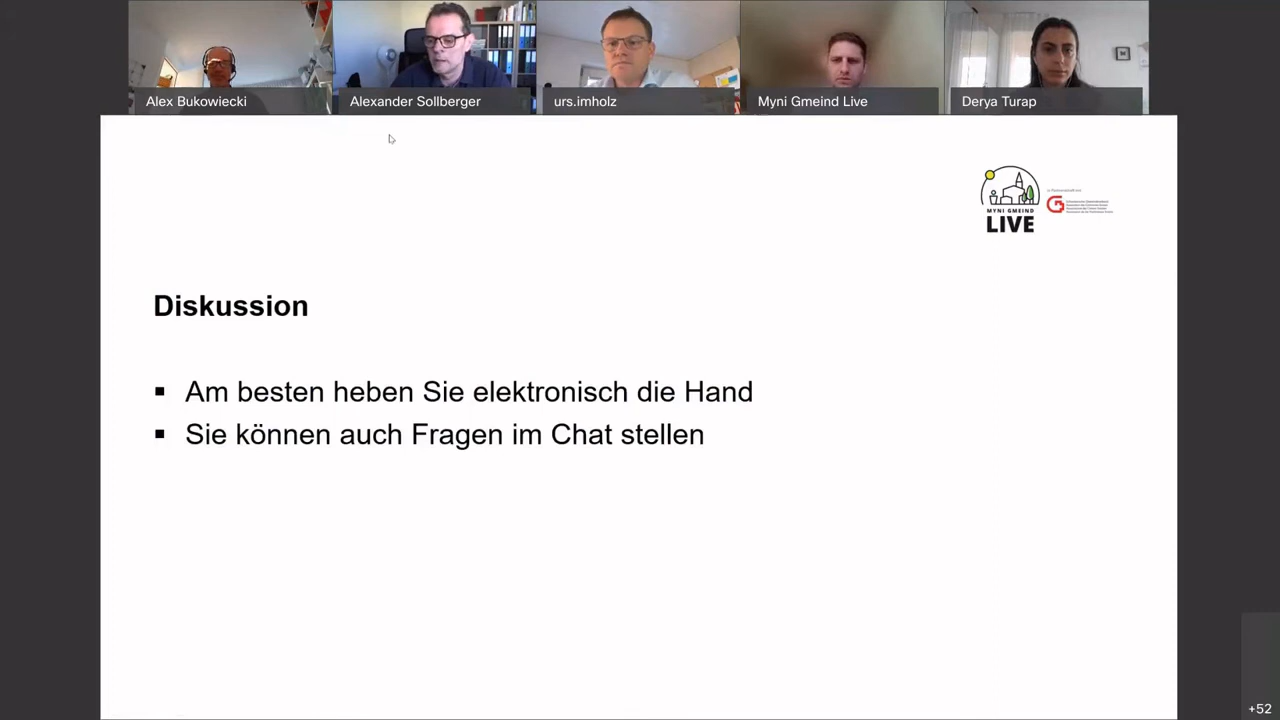 Alex Bukowiecki
Alexander Sollberger
urs.imholz
Myni Gmeind Live
Derya Turap
MYNI GMEIND
LIVE
Diskussion
▪ Am besten heben Sie elektronisch die Hand
▪ Sie können auch Fragen im Chat stellen
+52